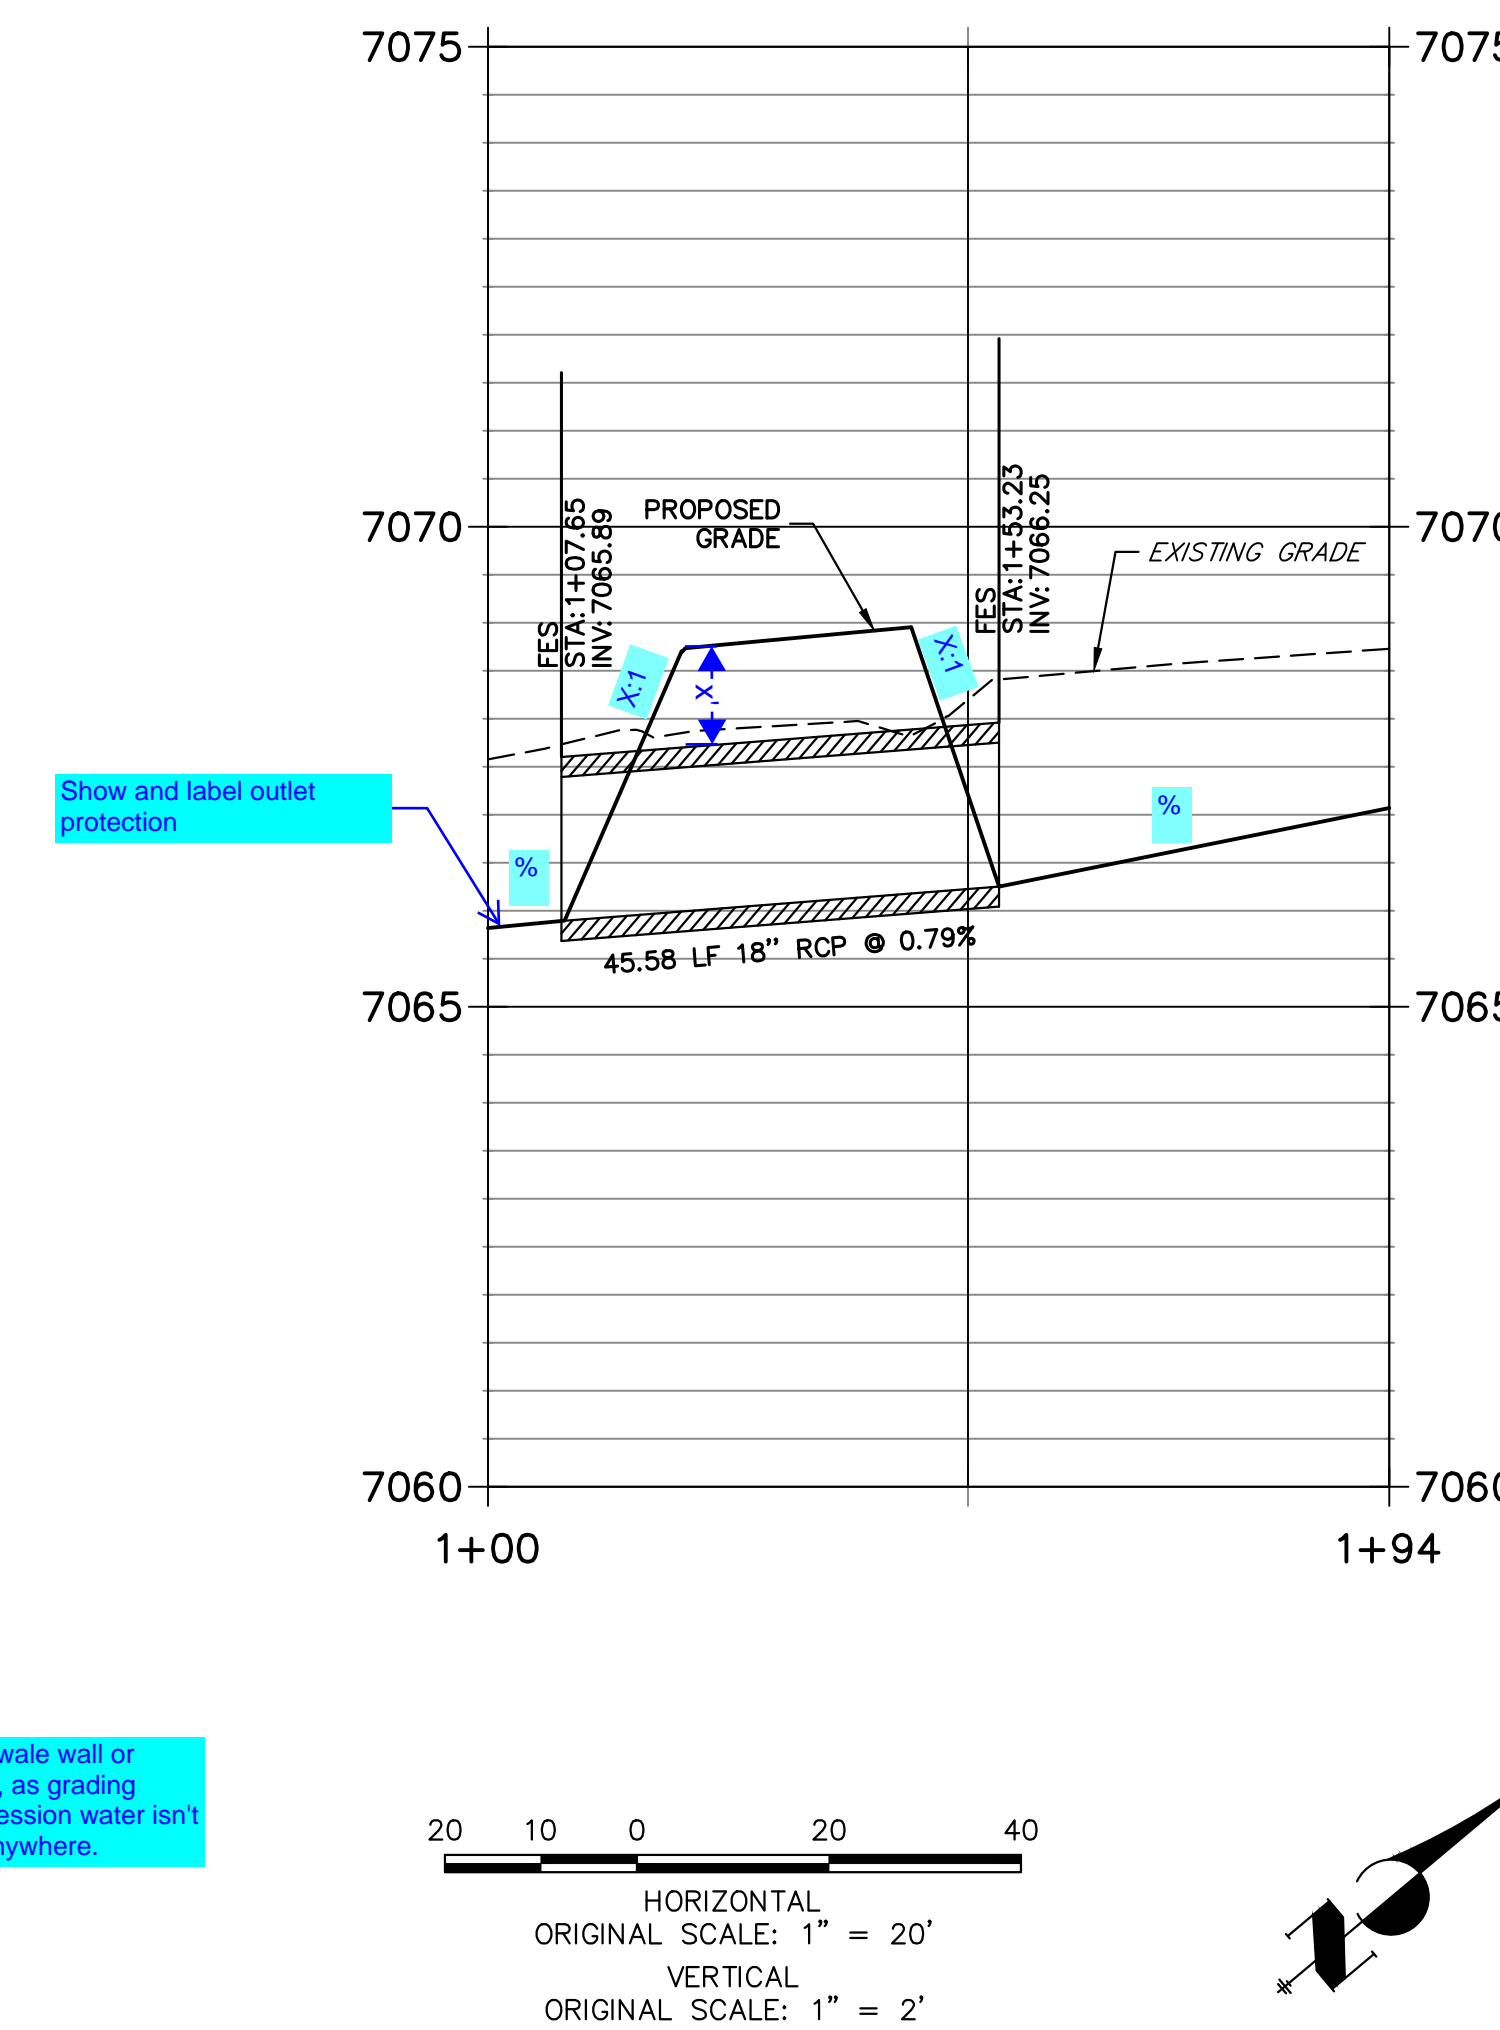 7075
7075
7070
7070
7065
7065
7060
7060
1+00
1+94
FES
STA:1+07.65
INV: 7065.89
PROPOSED
GRADE
FES
STA:1+53.23
INV: 7066.25
EXISTING GRADE
X:1
X'
X:1
Show and label outlet
protection
%
%
45.58 LF 18" RCP @ 0.79%
wale wall or
, as grading
ession water isn't
nywhere.
20 10 0 20 40
HORIZONTAL
ORIGINAL SCALE: 1" = 20'
VERTICAL
ORIGINAL SCALE: 1" = 2'